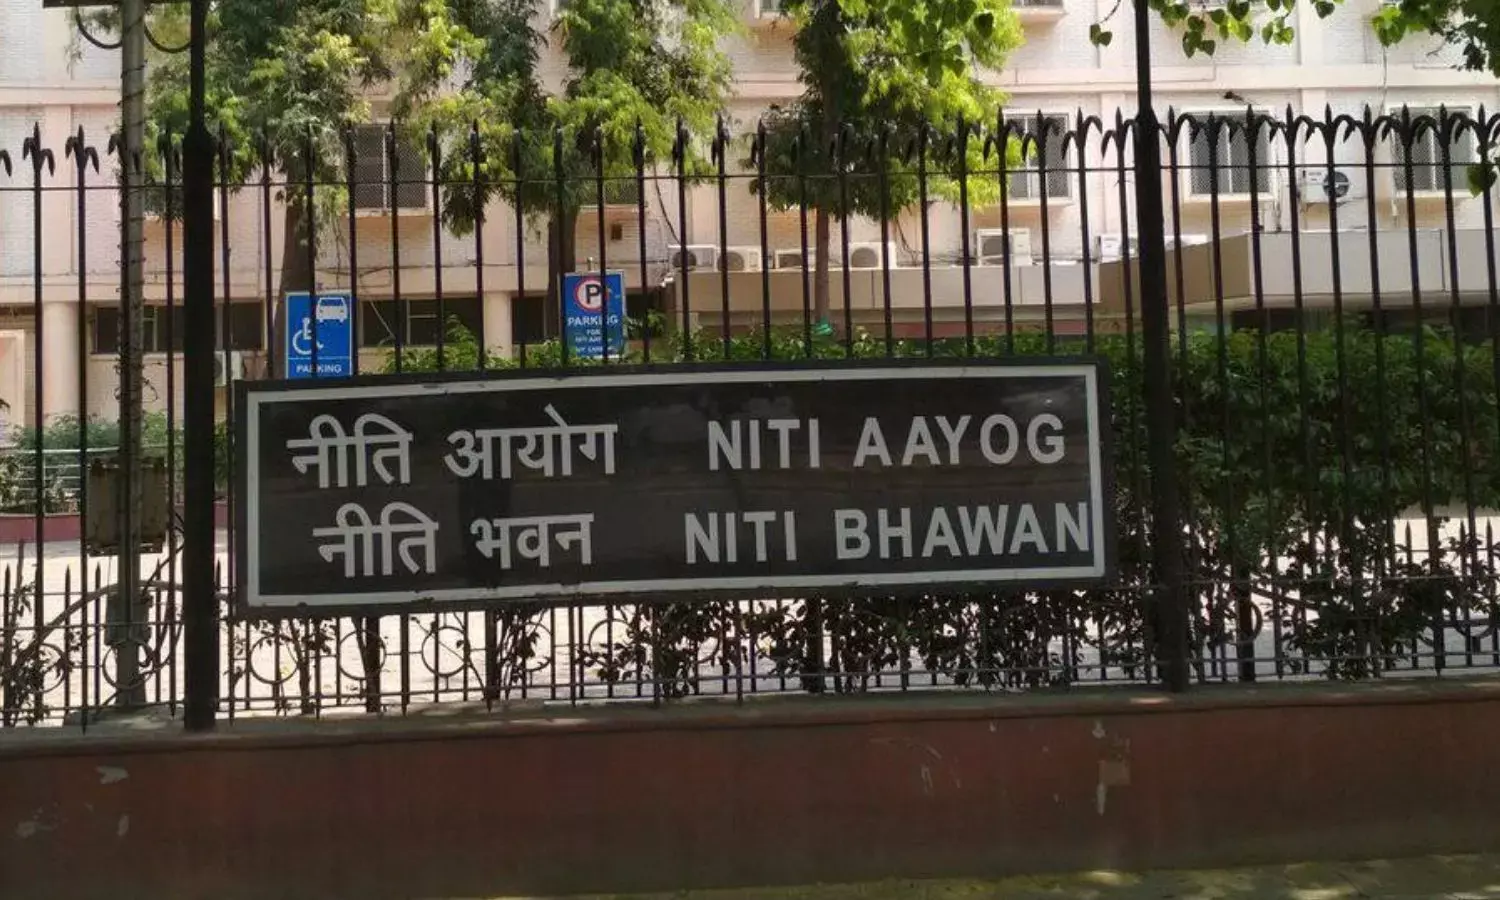 नीति आयोग NITI AAYOG
नीति भवन NITI BHAWAN
PARKING
P
PARKING
FOR